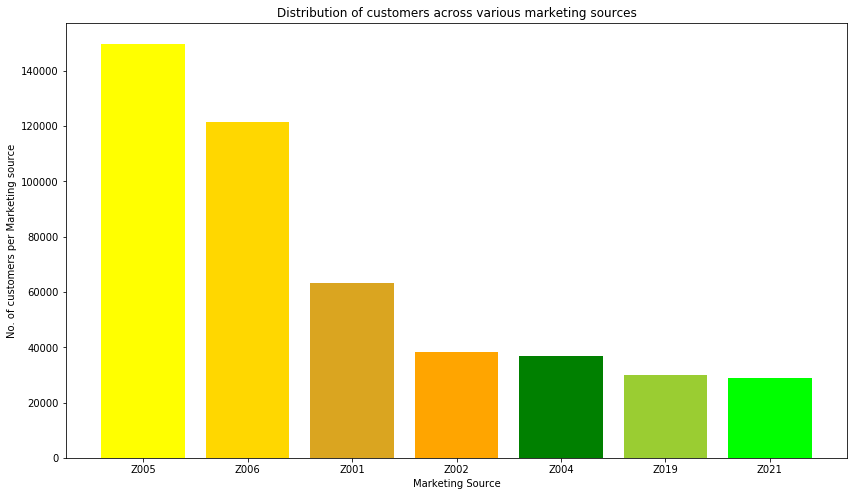 Distribution of customers across various marketing sources
No. of customers per Marketing source
140000
120000
100000
80000
60000
40000
20000
0
Z005 Z006 Z001 Z002 Z004 Z019 Z021
Marketing Source